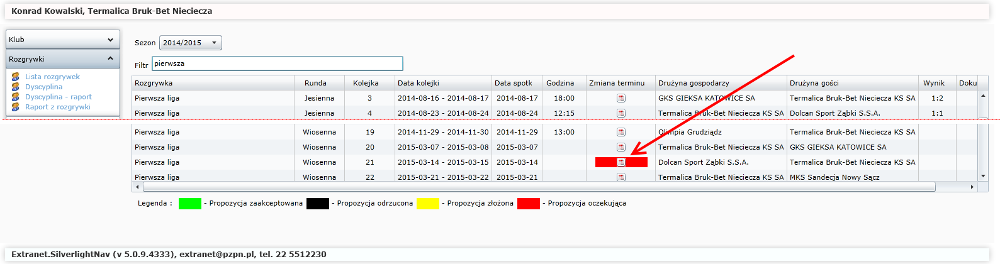 Konrad Kowalski, Termalica Bruk-Bet Nieciecza
Klub
Rozgrywki
Lista rozgrywek
Dyscyplina
Dyscyplina - raport
Raport z rozgrywki
Sezon 2014/2015
Filtr pierwsza
Rozgrywka Runda Kolejka Data kolejki Data spotk Godzina Zmiana terminu Drużyna gospodarzy Drużyna gości Wynik Doku
Pierwsza liga Jesienna 3 2014-08-16 - 2014-08-17 2014-08-17 18:00 GKS GIEKSA KATOWICE SA Termalica Bruk-Bet Nieciecza KS SA 1:2
Pierwsza liga Jesienna 4 2014-08-23 - 2014-08-24 2014-08-24 12:15 Termalica Bruk-Bet Nieciecza KS SA Dolcan Sport Ząbki S.S.A. 1:1
Pierwsza liga Wiosenna 19 2014-11-29 - 2014-11-30 2014-11-29 13:00 Olimpia Grudziądz Termalica Bruk-Bet Nieciecza KS SA
Pierwsza liga Wiosenna 20 2015-03-07 - 2015-03-08 2015-03-07 Termalica Bruk-Bet Nieciecza KS SA GKS GIEKSA KATOWICE SA
Pierwsza liga Wiosenna 21 2015-03-14 - 2015-03-15 2015-03-14 Dolcan Sport Ząbki S.S.A. Termalica Bruk-Bet Nieciecza KS SA
Pierwsza liga Wiosenna 22 2015-03-21 - 2015-03-22 2015-03-21 Termalica Bruk-Bet Nieciecza KS SA MKS Sandecja Nowy Sącz
Legenda : - Propozycja zaakceptowana - Propozycja odrzucona - Propozycja złożona - Propozycja oczekująca
Extranet.SilverlightNav (v 5.0.9.4333), extranet@pzpn.pl, tel. 22 5512230